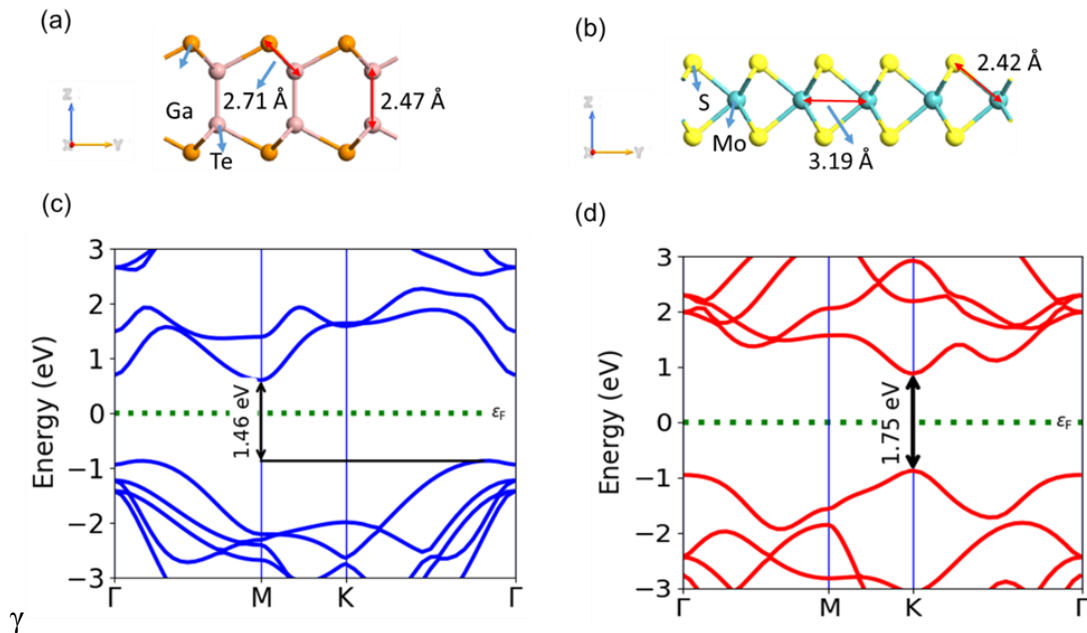 (a)
(b)
Ga
2.71 Å
2.47 Å
Te
Z
X
Y
S
Mo
2.42 Å
3.19 Å
Z
X
Y
(c)
(d)
Energy (eV)
3
2
1
0
−1
−2
−3
1.46 eV
εF
Γ M K Γ
Energy (eV)
3
2
1
0
−1
−2
−3
1.75 eV
εF
Γ M K Γ
γ